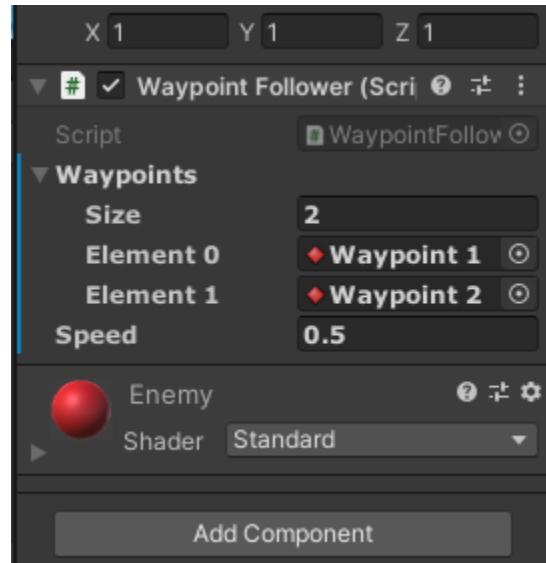 X 1 Y 1 Z 1
# Waypoint Follower (Scri
Script # WaypointFollow
Waypoints
Size 2
Element 0 Waypoint 1
Element 1 Waypoint 2
Speed 0.5
Enemy
Shader Standard
Add Component